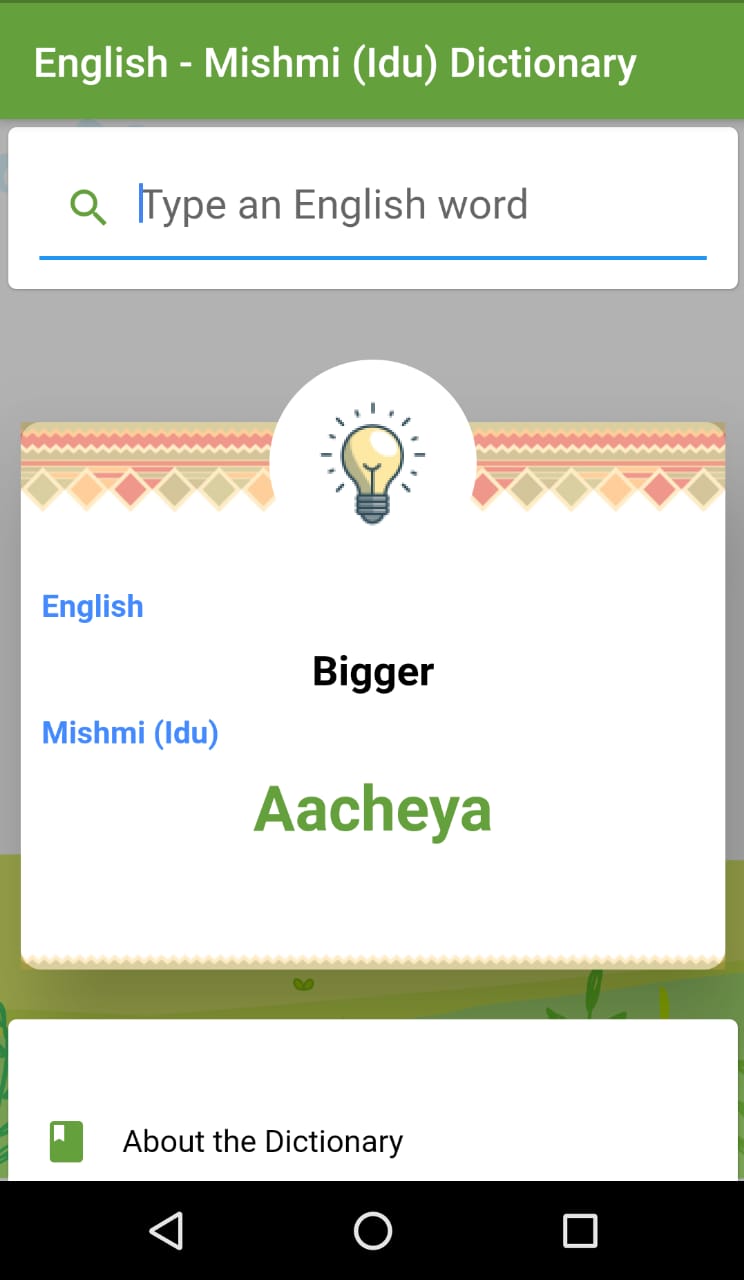 English - Mishmi (Idu) Dictionary
Type an English word
English
Bigger
Mishmi (Idu)
Aacheya
About the Dictionary